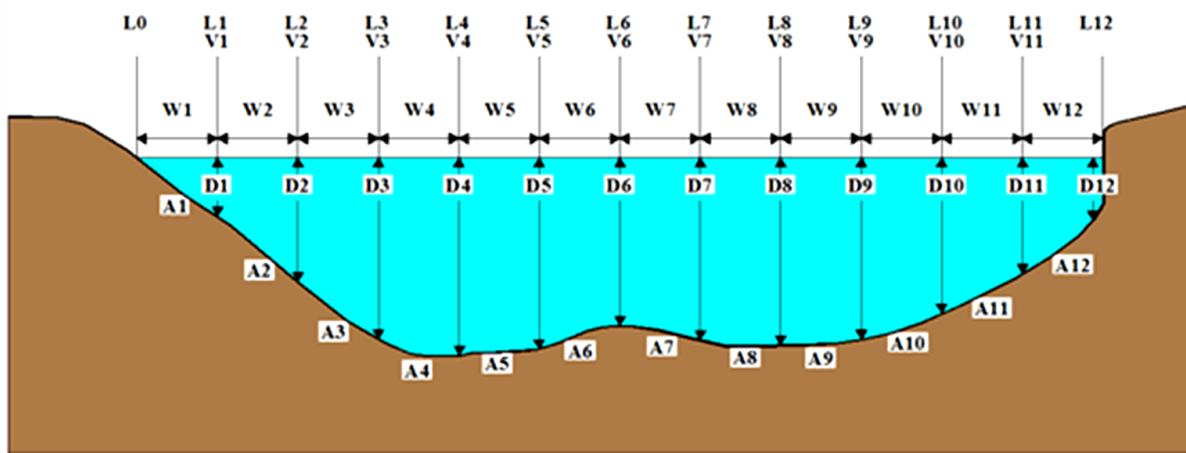 L0 L1 L2 L3 L4 L5 L6 L7 L8 L9 L10 L11 L12
V1 V2 V3 V4 V5 V6 V7 V8 V9 V10 V11
W1 W2 W3 W4 W5 W6 W7 W8 W9 W10 W11 W12
D1 D2 D3 D4 D5 D6 D7 D8 D9 D10 D11 D12
A1 A2 A3 A4 A5 A6 A7 A8 A9 A10 A11 A12